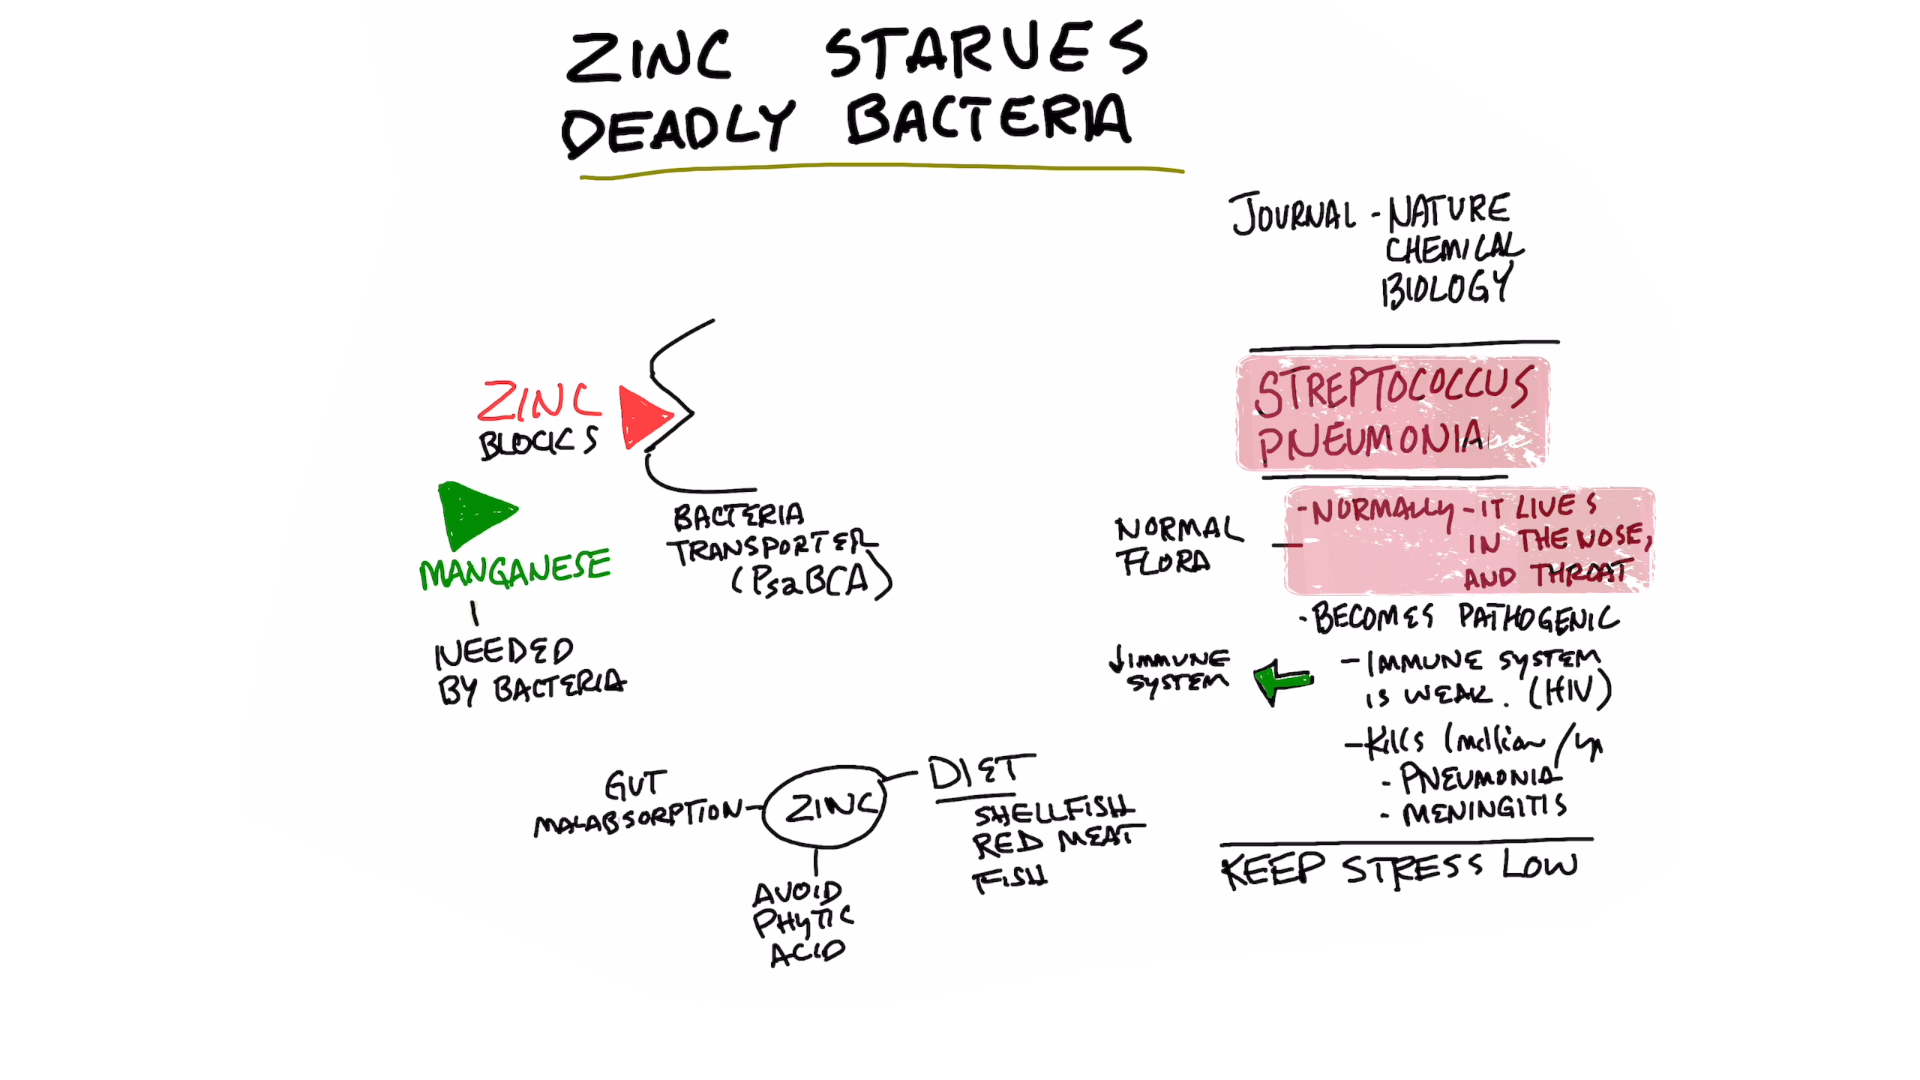 ZINC STARVES
DEADLY BACTERIA
JOURNAL - NATURE
CHEMICAL
BIOLOGY
STREPTOCOCCUS
PNEUMONIA
ZINC
BLOCKS
MANGANESE
NEEDED
BY BACTERIA
BACTERIA
TRANSPORTER
(PsaBCA)
NORMAL
FLORA
- NORMALLY - IT LIVES
IN THE NOSE,
AND THROAT
- BECOMES PATHOGENIC
- IMMUNE SYSTEM
IS WEAK. (HIV)
↓ IMMUNE
SYSTEM
- Kills 1 million / yr
- PNEUMONIA
- MENINGITIS
KEEP STRESS LOW
GUT
MALABSORPTION
ZINC
DIET
SHELLFISH
RED MEAT
FISH
AVOID
PHYTIC
ACID